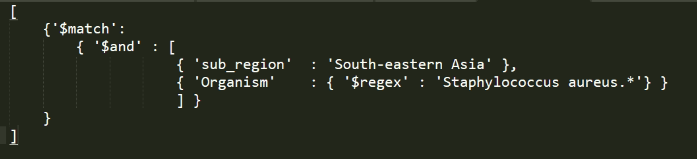 [
{'$match':
{ '$and' : [
{ 'sub_region' : 'South-eastern Asia' },
{ 'Organism' : { '$regex' : 'Staphylococcus aureus.*'} }
] }
}
]